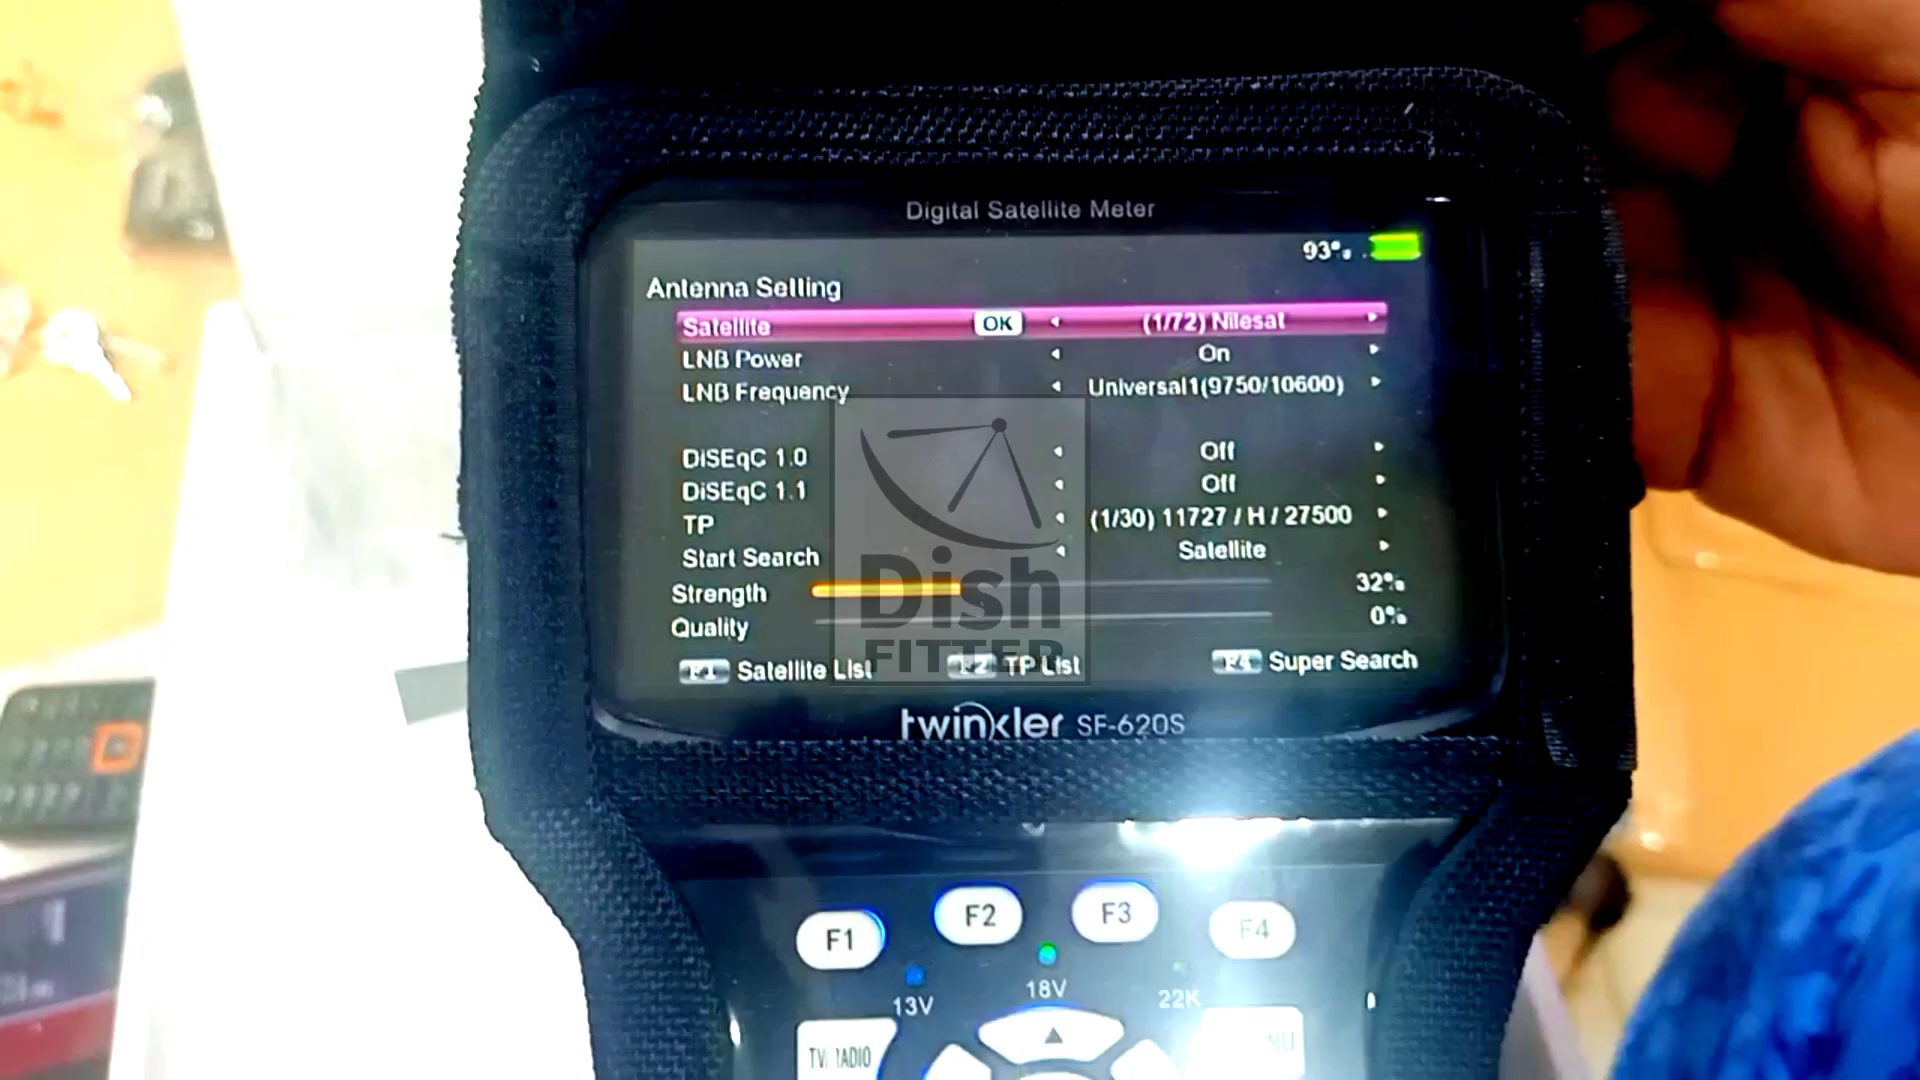 Digital Satellite Meter
93%
Antenna Setting
Satellite OK (1/72) Nilesat
LNB Power On
LNB Frequency Universal1(9750/10600)
DiSEqC 1.0 Off
DiSEqC 1.1 Off
TP (1/30) 11727 / H / 27500
Start Search Satellite
Strength 32%
Quality 0%
F1 Satellite List F2 TP List F4 Super Search
Dish
FITTER
twinkler SF-620S
F1 F2 F3 F4
13V 18V 22K